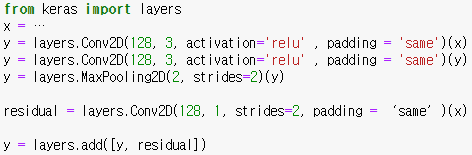 from keras import layers
x = …
y = layers.Conv2D(128, 3, activation='relu' , padding = 'same')(x)
y = layers.Conv2D(128, 3, activation='relu' , padding = 'same')(y)
y = layers.MaxPooling2D(2, strides=2)(y)
residual = layers.Conv2D(128, 1, strides=2, padding = ‘same’ )(x)
y = layers.add([y, residual])